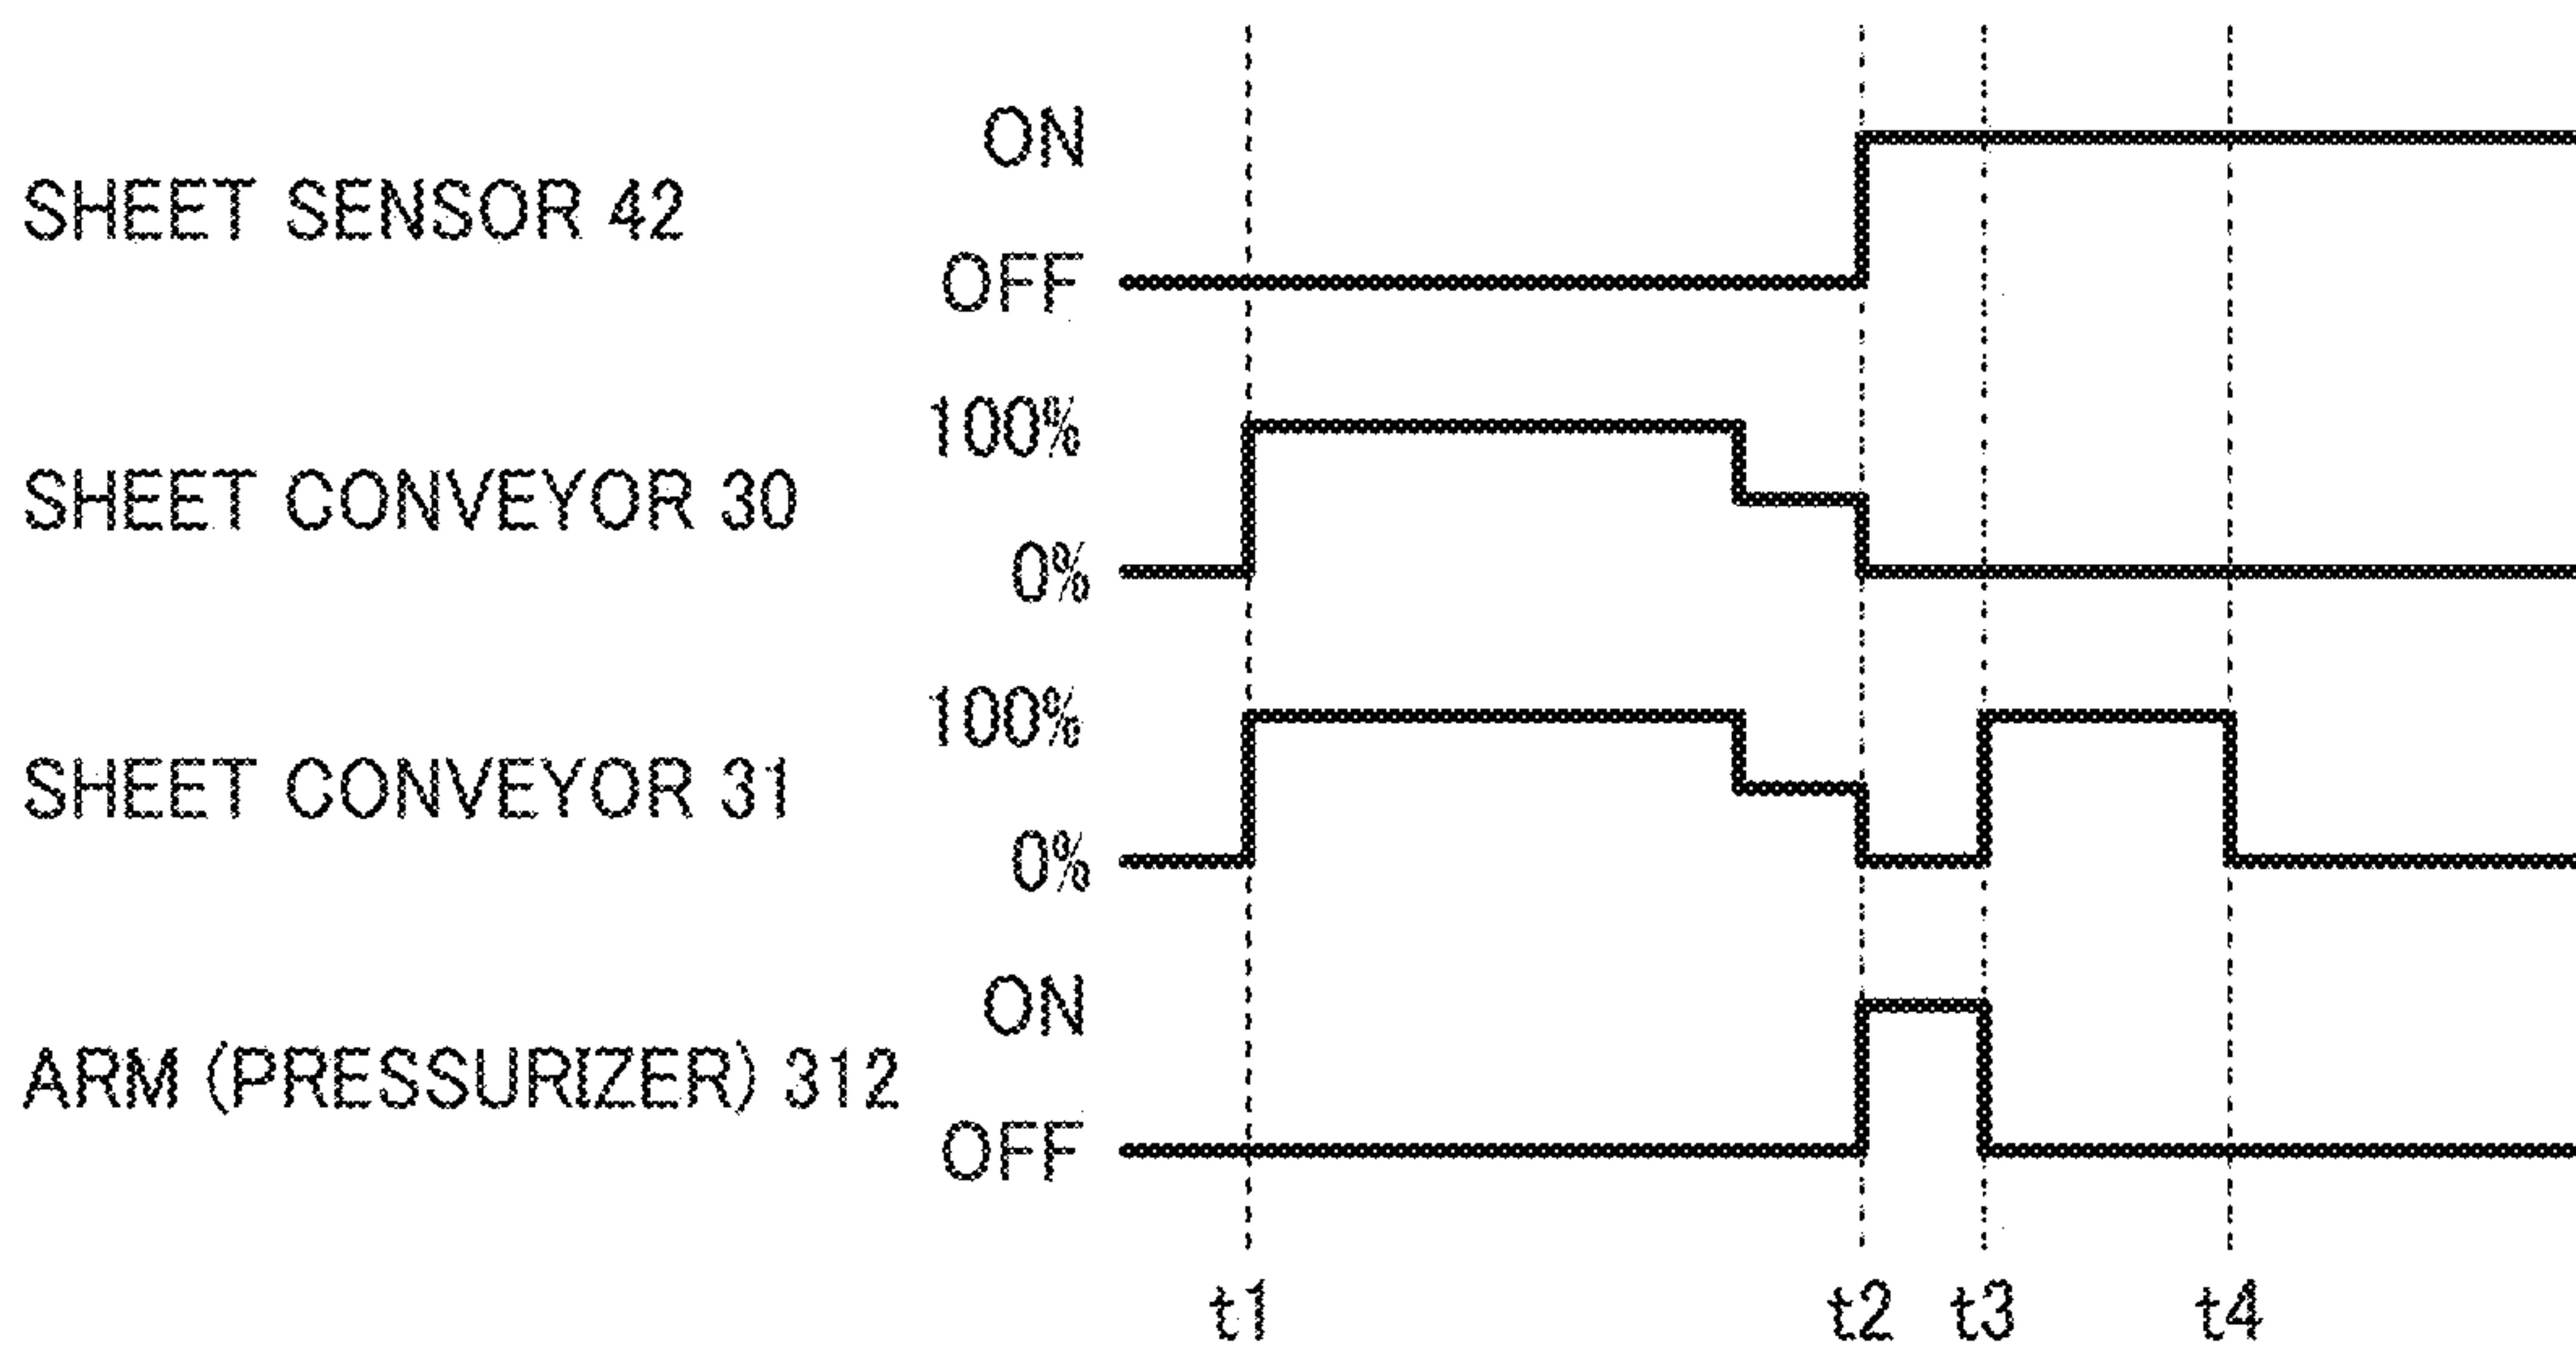 ON
SHEET SENSOR 42
OFF
100%
SHEET CONVEYOR 30
0%
100%
SHEET CONVEYOR 31
0%
ON
ARM (PRESSURIZER) 312
OFF
t1 t2 t3 t4